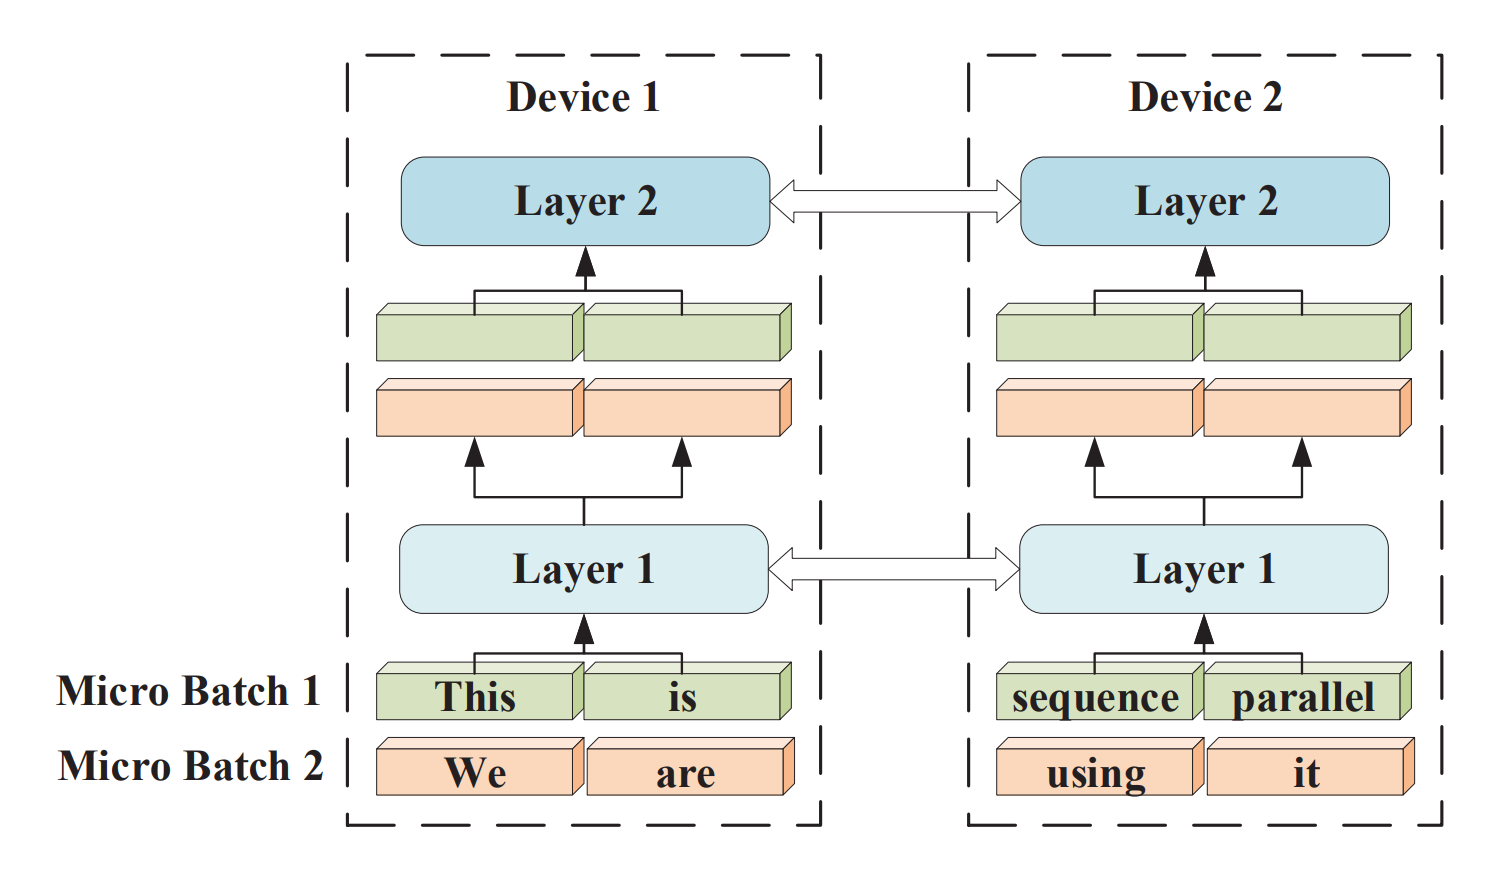 Device 1
Device 2
Layer 2
Layer 2
Layer 1
Layer 1
Micro Batch 1
This
is
sequence
parallel
Micro Batch 2
We
are
using
it